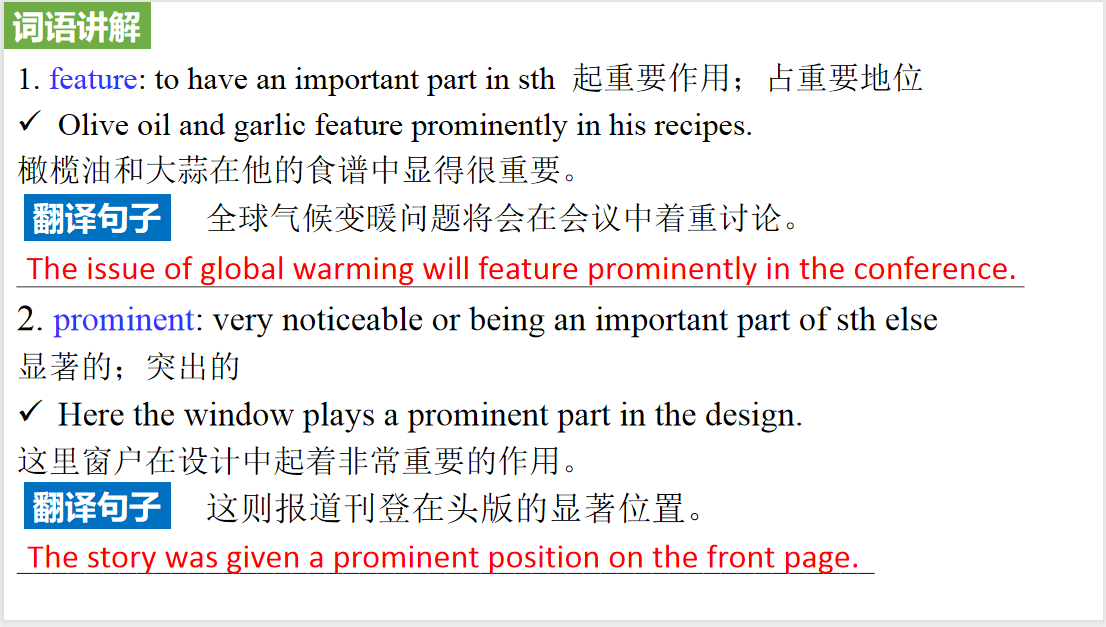 词语讲解
1. feature: to have an important part in sth 起重要作用；占重要地位
✓ Olive oil and garlic feature prominently in his recipes.
橄榄油和大蒜在他的食谱中显得很重要。
翻译句子 全球气候变暖问题将会在会议中着重讨论。
The issue of global warming will feature prominently in the conference.
2. prominent: very noticeable or being an important part of sth else
显著的；突出的
✓ Here the window plays a prominent part in the design.
这里窗户在设计中起着非常重要的作用。
翻译句子 这则报道刊登在头版的显著位置。
The story was given a prominent position on the front page.